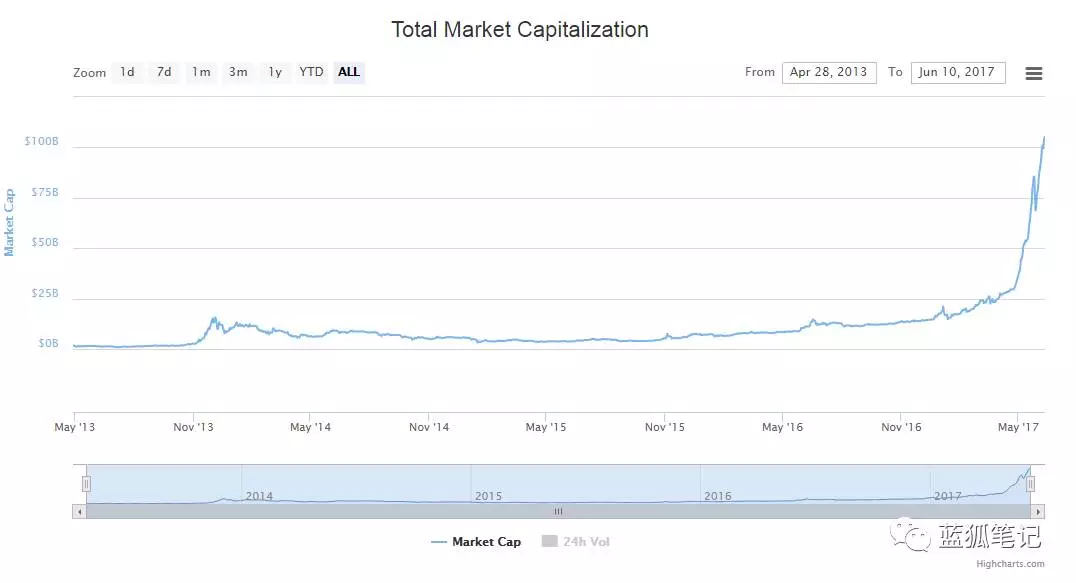 Total Market Capitalization
Zoom 1d 7d 1m 3m 1y YTD ALL From Apr 28, 2013 To Jun 10, 2017
$100B
$75B
$50B
$25B
$0B
Market Cap
May '13 Nov '13 May '14 Nov '14 May '15 Nov '15 May '16 Nov '16 May '17
2014 2015 2016 2017
Market Cap 24h Vol
蓝狐笔记
Highcharts.com